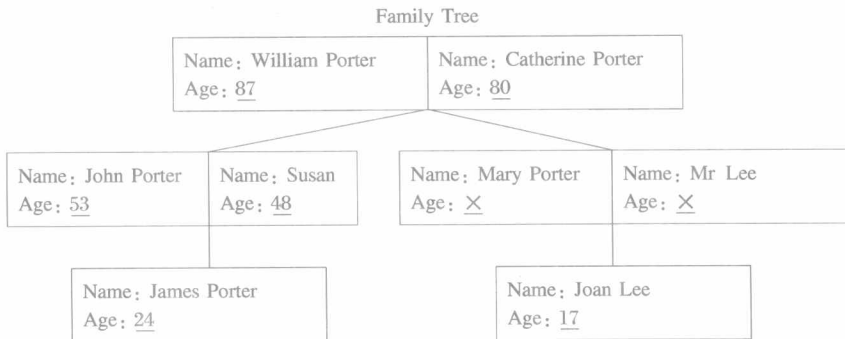 Family Tree
Name: William Porter
Age: 87
Name: Catherine Porter
Age: 80
Name: John Porter
Age: 53
Name: Susan
Age: 48
Name: Mary Porter
Age: ×
Name: Mr Lee
Age: ×
Name: James Porter
Age: 24
Name: Joan Lee
Age: 17